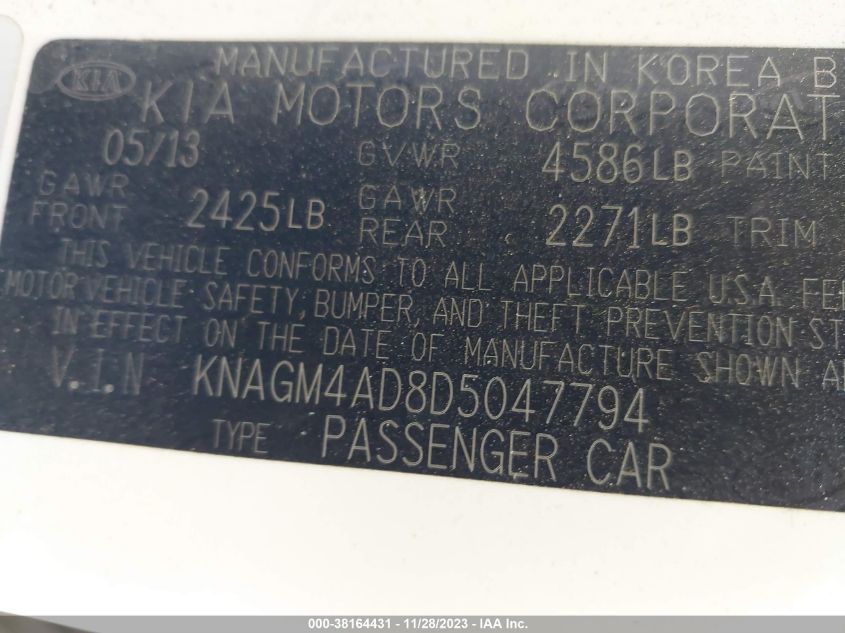 KIA
MANUFACTURED IN KOREA B
KIA MOTORS CORPORAT
05/13 GVWR 4586LB PAINT
GAWR FRONT 2425LB GAWR REAR 2271LB TRIM
THIS VEHICLE CONFORMS TO ALL APPLICABLE U.S.A. FE
MOTOR VEHICLE SAFETY, BUMPER, AND THEFT PREVENTION ST
IN EFFECT ON THE DATE OF MANUFACTURE SHOWN A
V.I.N KNAGM4AD8D5047794
TYPE PASSENGER CAR
000-38164431 - 11/28/2023 - IAA Inc.